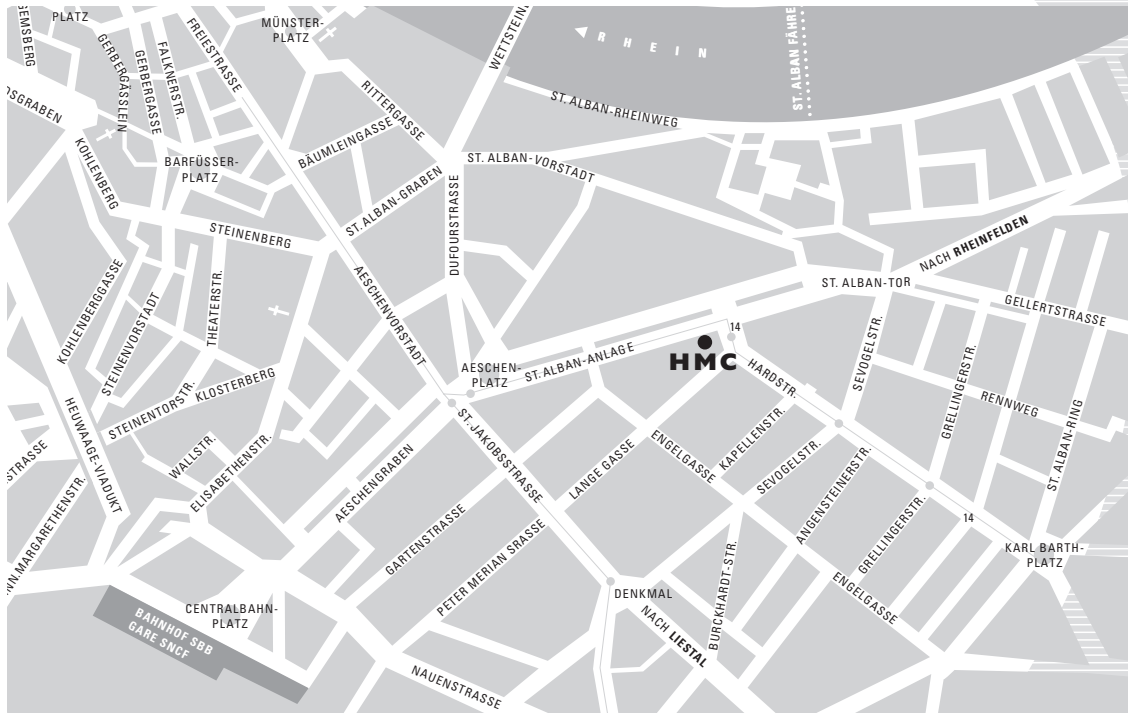 PLATZ
GEMSBERG
GERBERGÄSSLEIN
GERBERGASSE
FALKNERSTR.
FREIESTRASSE
MÜNSTER-
PLATZ
WETTSTEIN
RHEIN
ST. ALBAN FÄHRE
RITTERGASSE
ST. ALBAN-RHEINWEG
KOHLENBERG
BARFÜSSER-
PLATZ
BÄUMLEINGASSE
ST. ALBAN-VORSTADT
ST. ALBAN-GRABEN
STEINENBERG
DUFOURSTRASSE
NACH RHEINFELDEN
KOHLENBERGGASSE
STEINENVORSTADT
THEATERSTR.
AESCHENVORSTADT
ST. ALBAN-TOR
GELLERTSTRASSE
14
HMC
AESCHEN-
PLATZ
ST. ALBAN-ANLAGE
HARDSTR.
SEVOGELSTR.
GRELLINGERSTR.
RENNWEG
ST. ALBAN-RING
HEUWAAGE-VIADUKT
STEINENTORSTR.
KLOSTERBERG
WALLSTR.
ELISABETHENSTR.
AESCHENGRABEN
ST. JAKOBSSTRASSE
LANGE GASSE
ENGELGASSE
KAPELLENSTR.
SEVOGELSTR.
ANGENSTEINERSTR.
GRELLINGERSTR.
14
KARL BARTH-
PLATZ
STRASSE
NN.MARGARETHENSTR.
GARTENSTRASSE
PETER MERIAN SRASSE
BURCKHARDT-STR.
ENGELGASSE
CENTRALBAHN-
PLATZ
BAHNHOF SBB
GARE SNCF
DENKMAL
NACH LIESTAL
NAUENSTRASSE